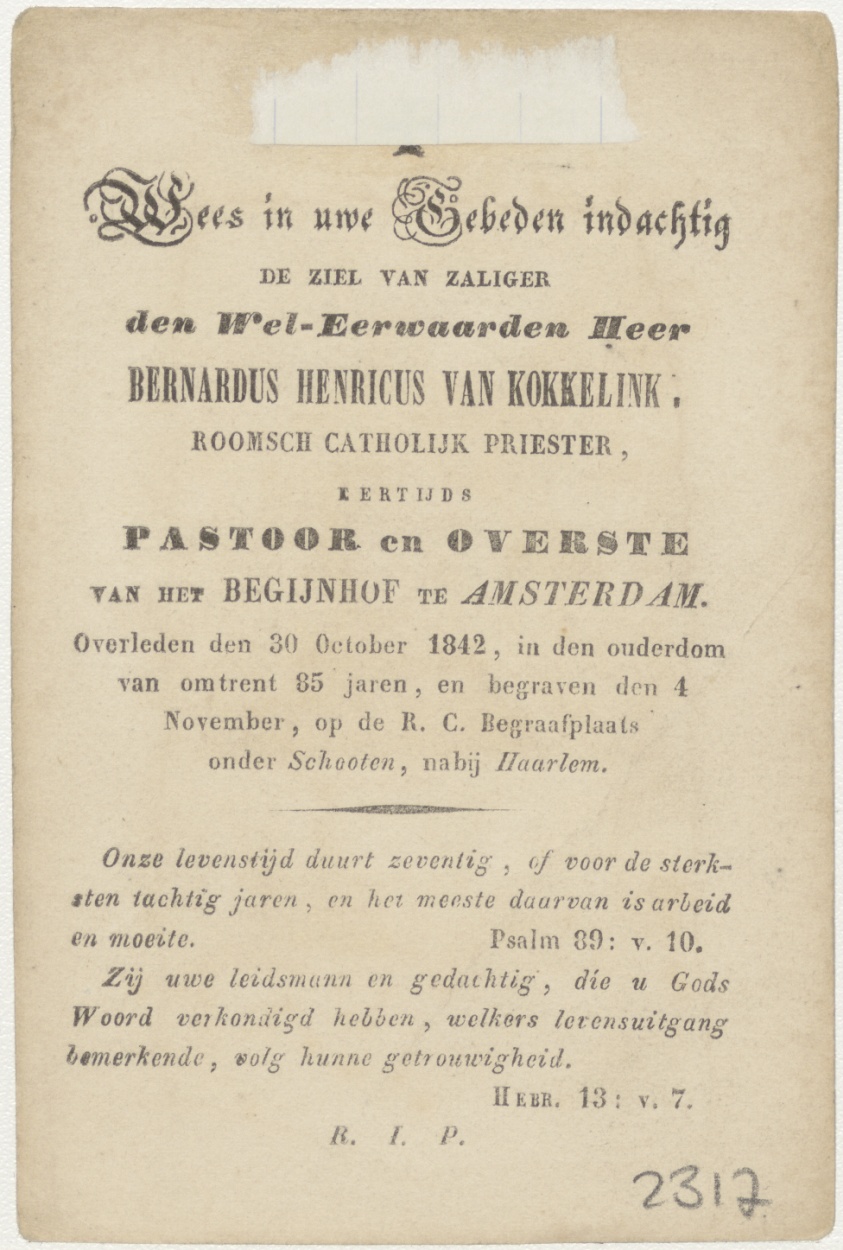 Wees in uwe Gebeden indachtig
DE ZIEL VAN ZALIGER
den Wel-Eerwaarden Heer
BERNARDUS HENRICUS VAN KOKKELINK.
ROOMSCH CATHOLIJK PRIESTER,
EERTIJDS
PASTOOR en OVERSTE
VAN HET BEGIJNHOF TE AMSTERDAM.
Overleden den 30 October 1842, in den ouderdom
van omtrent 85 jaren, en begraven den 4
November, op de R. C. Begraafplaats
onder Schooten, nabij Haarlem.
Onze levenstijd duurt zeventig, of voor de sterk-
sten tachtig jaren, en het meeste daarvan is arbeid
en moeite. Psalm 89: v. 10.
Zij uwe leidsmann en gedachtig, die u Gods
Woord verkondigd hebben, welkers levensuitgang
bemerkende, volg hunne getrouwigheid.
HEBR. 13: v. 7.
R. I. P.
2317